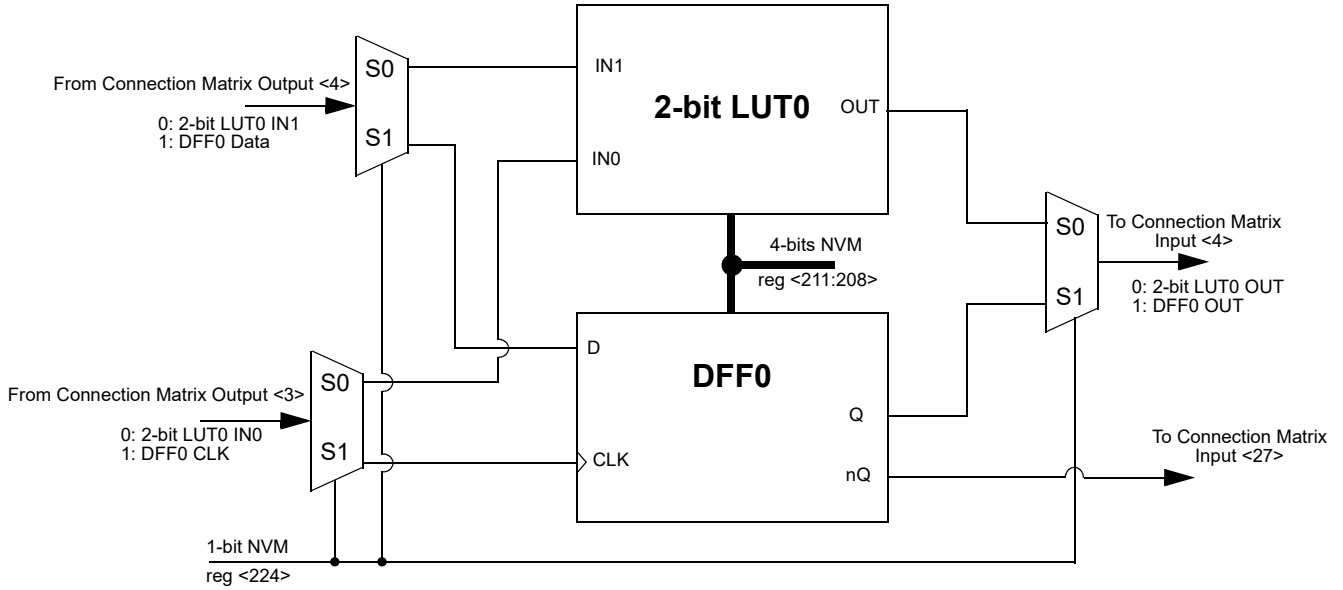 From Connection Matrix Output <4>
0: 2-bit LUT0 IN1
1: DFF0 Data
S0
S1
IN1
IN0
2-bit LUT0
OUT
4-bits NVM
reg <211:208>
S0
S1
To Connection Matrix
Input <4>
0: 2-bit LUT0 OUT
1: DFF0 OUT
From Connection Matrix Output <3>
0: 2-bit LUT0 IN0
1: DFF0 CLK
S0
S1
D
CLK
DFF0
Q
nQ
To Connection Matrix
Input <27>
1-bit NVM
reg <224>